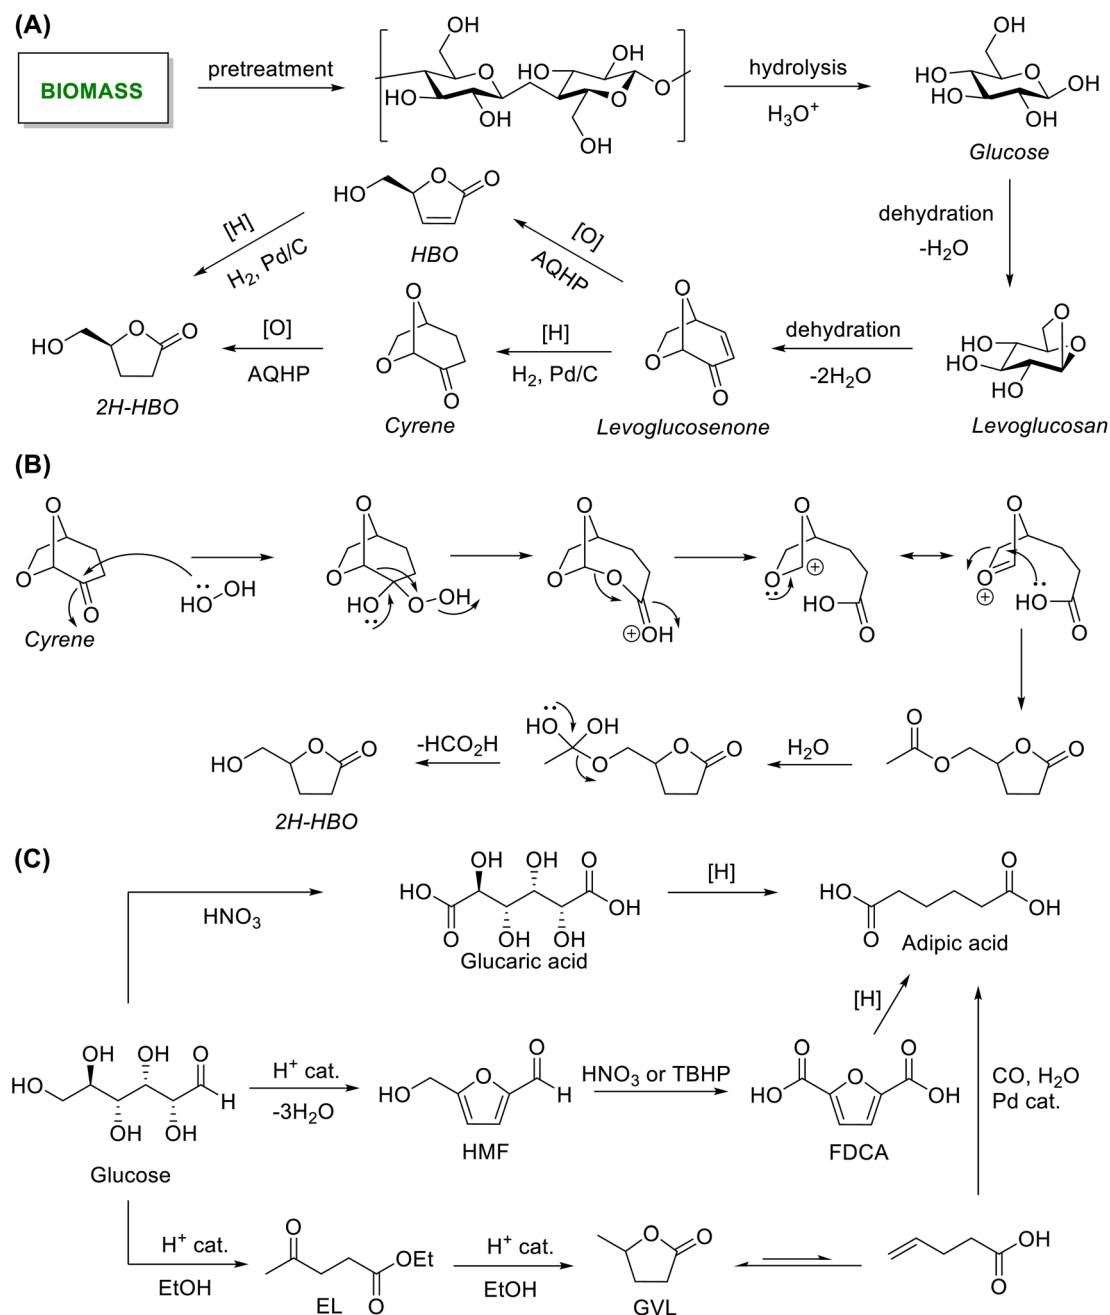 (A)
BIOMASS
pretreatment
OH
O
HO
OH
OH
HO
O
O
OH
hydrolysis
H₃O⁺
OH
HO
HO
O
OH
OH
Glucose
dehydration
-H₂O
HO
O
O
HBO
[H]
H₂, Pd/C
[O]
AQHP
HO
O
O
2H-HBO
[O]
AQHP
O
O
O
Cyrene
[H]
H₂, Pd/C
O
O
O
Levoglucosenone
dehydration
-2H₂O
O
O
HO
HO
HO
Levoglucosan
(B)
O
O
O
Cyrene
HO
OH
O
O
HO
O
OH
O
O
O
⊕OH
O
O
⊕
HO
O
O
O
⊕
HO
O
O
O
O
O
H₂O
HO
OH
O
O
O
-HCO₂H
HO
O
O
2H-HBO
(C)
HNO₃
OH
OH
O
HO
OH
O
OH
OH
Glucaric acid
[H]
O
HO
OH
O
Adipic acid
[H]
OH
OH
O
HO
H
OH
OH
Glucose
H⁺ cat.
-3H₂O
O
HO
O
H
HMF
HNO₃ or TBHP
O
O
HO
O
OH
FDCA
CO, H₂O
Pd cat.
H⁺ cat.
EtOH
O
OEt
O
EL
H⁺ cat.
EtOH
O
O
GVL
OH
O